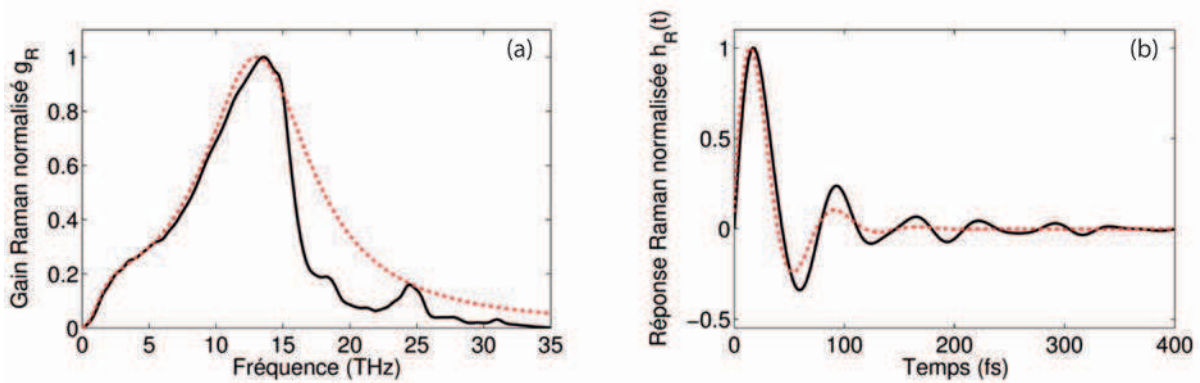 (a)
Gain Raman normalisé g_R
1
0.8
0.6
0.4
0.2
0
0 5 10 15 20 25 30 35
Fréquence (THz)
(b)
Réponse Raman normalisée h_R(t)
1
0.5
0
−0.5
0 100 200 300 400
Temps (fs)